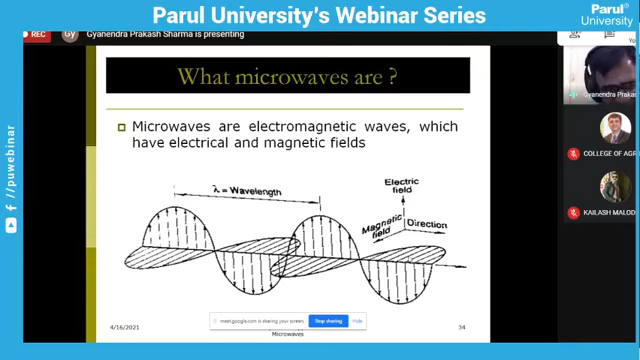 Parul University's Webinar Series
Parul®
University
REC
Gy
Gyanendra Prakash Sharma is presenting
What microwaves are ?
Microwaves are electromagnetic waves, which
have electrical and magnetic fields
λ = Wavelength
Electric
field
Magnetic
field
Direction
4/16/2021
meet.google.com is sharing your screen.
Stop sharing
Hide
Microwaves
34
Gyanendra Prakas
COLLEGE OF AGR
KAILASH MALOD
/puwebinar
Yo